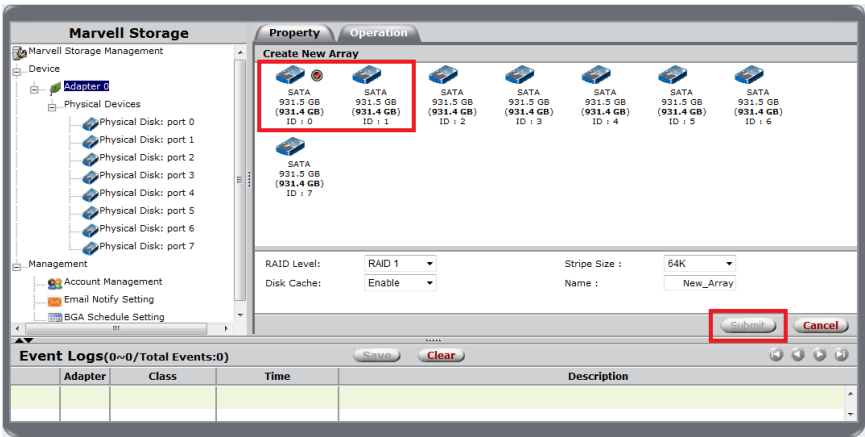 Marvell Storage
Marvell Storage Management
Device
Adapter 0
Physical Devices
Physical Disk: port 0
Physical Disk: port 1
Physical Disk: port 2
Physical Disk: port 3
Physical Disk: port 4
Physical Disk: port 5
Physical Disk: port 6
Physical Disk: port 7
Management
Account Management
Email Notify Setting
BGA Schedule Setting
Property Operation
Create New Array
SATA SATA SATA SATA SATA SATA SATA
931.5 GB 931.5 GB 931.5 GB 931.5 GB 931.5 GB 931.5 GB 931.5 GB
(931.4 GB) (931.4 GB) (931.4 GB) (931.4 GB) (931.4 GB) (931.4 GB) (931.4 GB)
ID : 0 ID : 1 ID : 2 ID : 3 ID : 4 ID : 5 ID : 6
SATA
931.5 GB
(931.4 GB)
ID : 7
RAID Level: RAID 1 Stripe Size : 64K
Disk Cache: Enable Name : New_Array
Submit Cancel
Event Logs(0~0/Total Events:0) Save Clear
Adapter Class Time Description